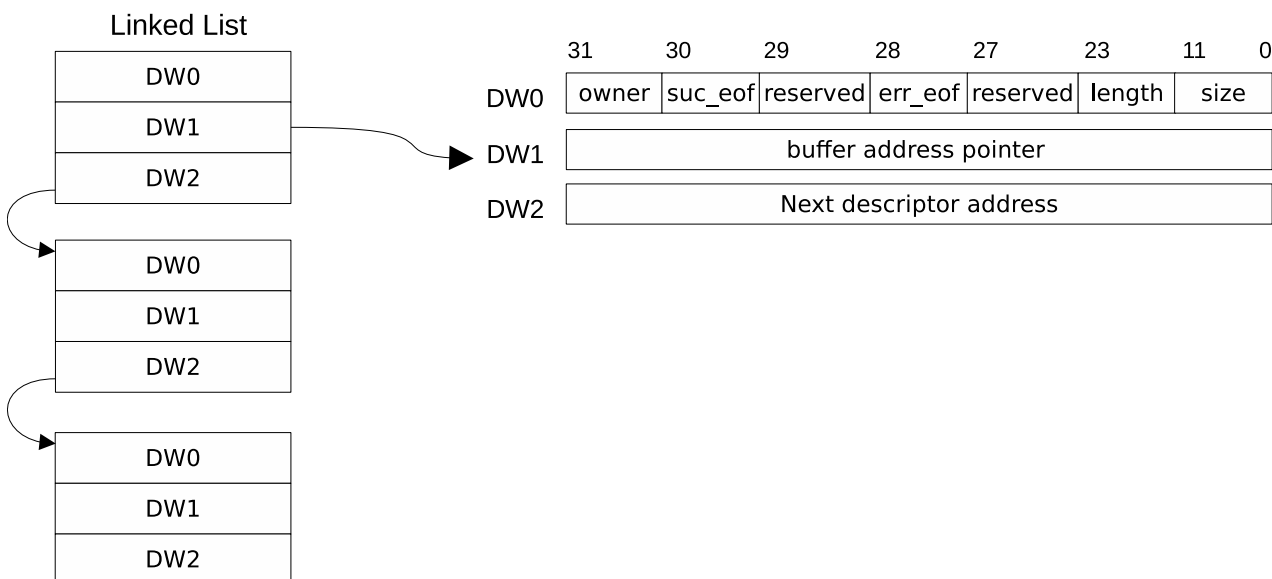 Linked List
DW0
DW1
DW2
DW0
DW1
DW2
DW0
DW1
DW2
31 30 29 28 27 23 11 0
DW0 owner suc_eof reserved err_eof reserved length size
DW1 buffer address pointer
DW2 Next descriptor address